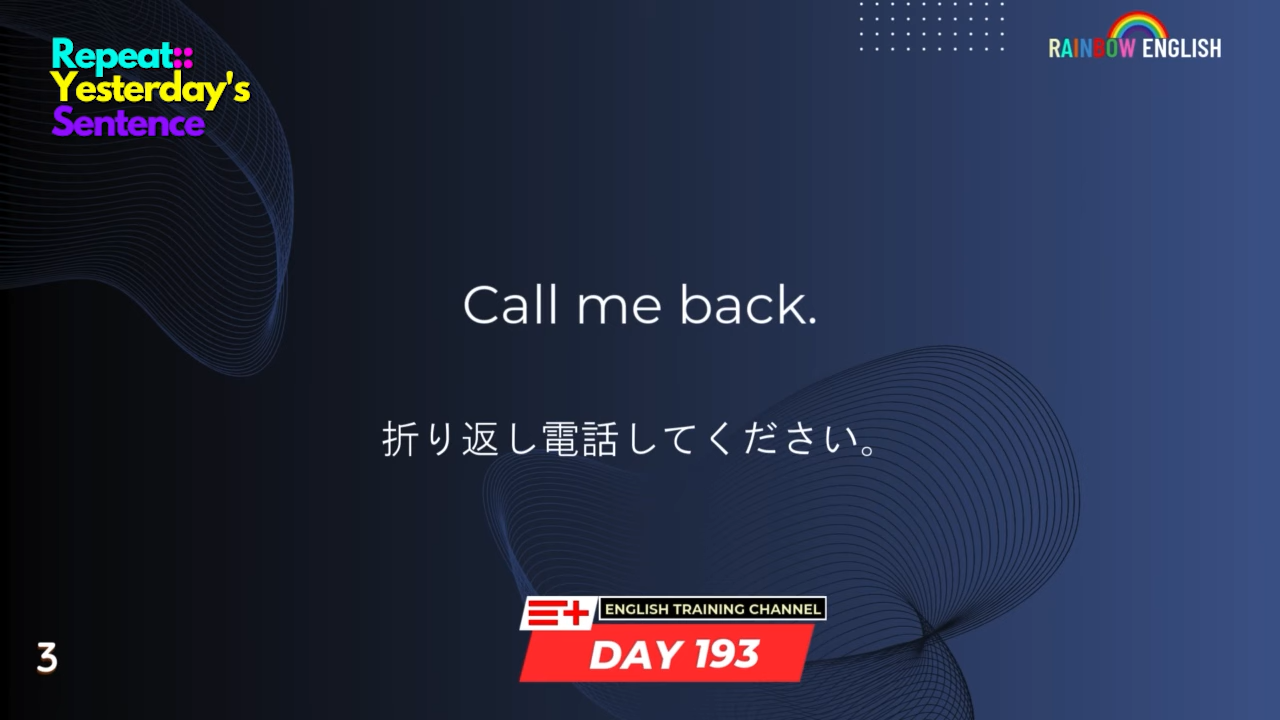 Repeat::
Yesterday's
Sentence
RAINBOW ENGLISH
Call me back.
折り返し電話してください。
ENGLISH TRAINING CHANNEL
DAY 193
3